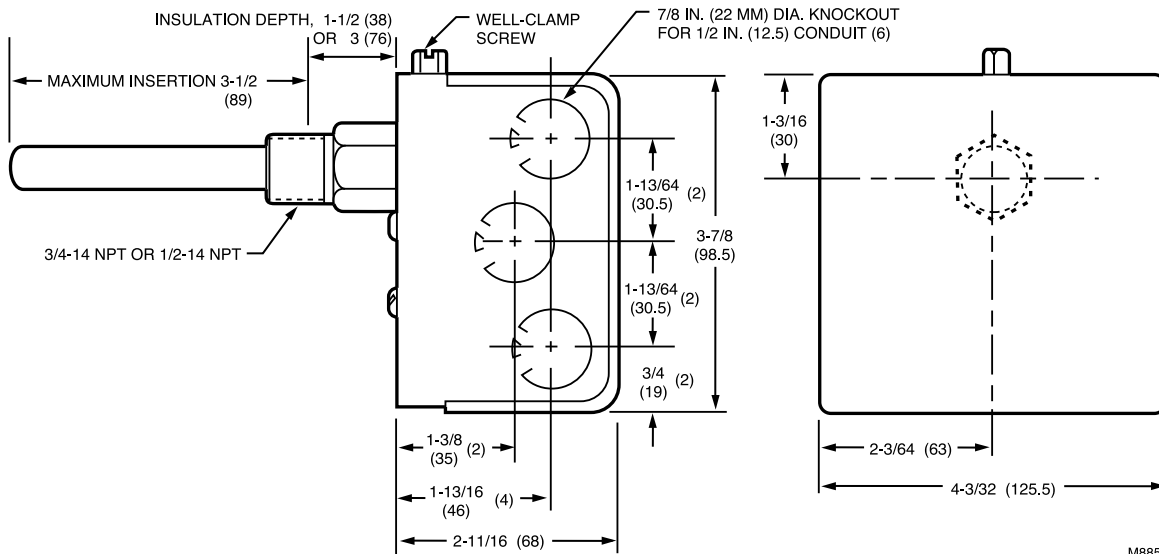 INSULATION DEPTH, 1-1/2 (38)
OR 3 (76)
WELL-CLAMP
SCREW
7/8 IN. (22 MM) DIA. KNOCKOUT
FOR 1/2 IN. (12.5) CONDUIT (6)
MAXIMUM INSERTION 3-1/2
(89)
1-3/16
(30)
1-13/64 (2)
(30.5)
3-7/8
(98.5)
3/4-14 NPT OR 1/2-14 NPT
1-13/64 (2)
(30.5)
3/4 (2)
(19)
1-3/8 (2)
(35)
2-3/64 (63)
1-13/16 (4)
(46)
4-3/32 (125.5)
2-11/16 (68)
M885